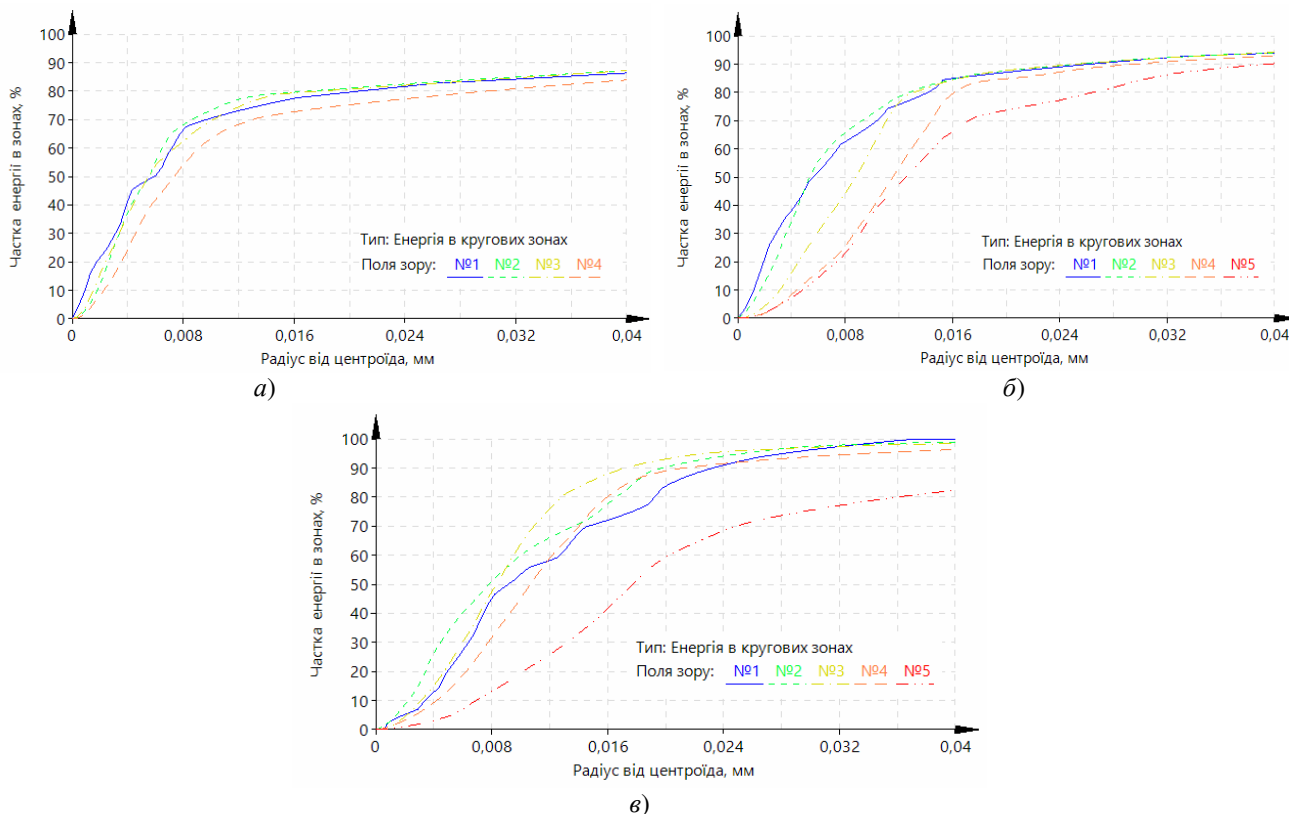 Частка енергії в зонах, %
100
90
80
70
60
50
40
30
20
10
0
Тип: Енергія в кругових зонах
Поля зору: №1 №2 №3 №4
0 0,008 0,016 0,024 0,032 0,04
Радіус від центроїда, мм
а)
Частка енергії в зонах, %
100
90
80
70
60
50
40
30
20
10
0
Тип: Енергія в кругових зонах
Поля зору: №1 №2 №3 №4 №5
0 0,008 0,016 0,024 0,032 0,04
Радіус від центроїда, мм
б)
Частка енергії в зонах, %
100
90
80
70
60
50
40
30
20
10
0
Тип: Енергія в кругових зонах
Поля зору: №1 №2 №3 №4 №5
0 0,008 0,016 0,024 0,032 0,04
Радіус від центроїда, мм
в)